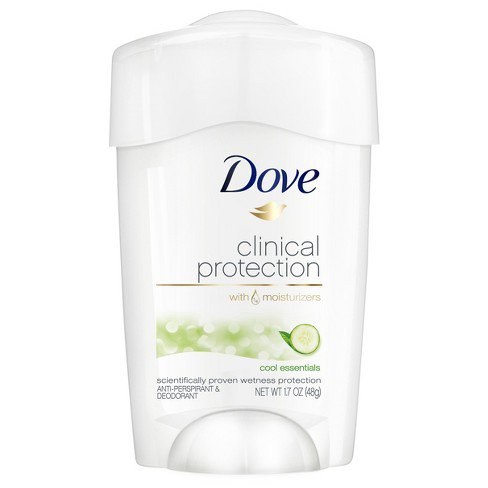 Dove
clinical
protection
with moisturizers
cool essentials
scientifically proven wetness protection
ANTI-PERSPIRANT &
DEODORANT
NET WT 1.7 OZ (48g)